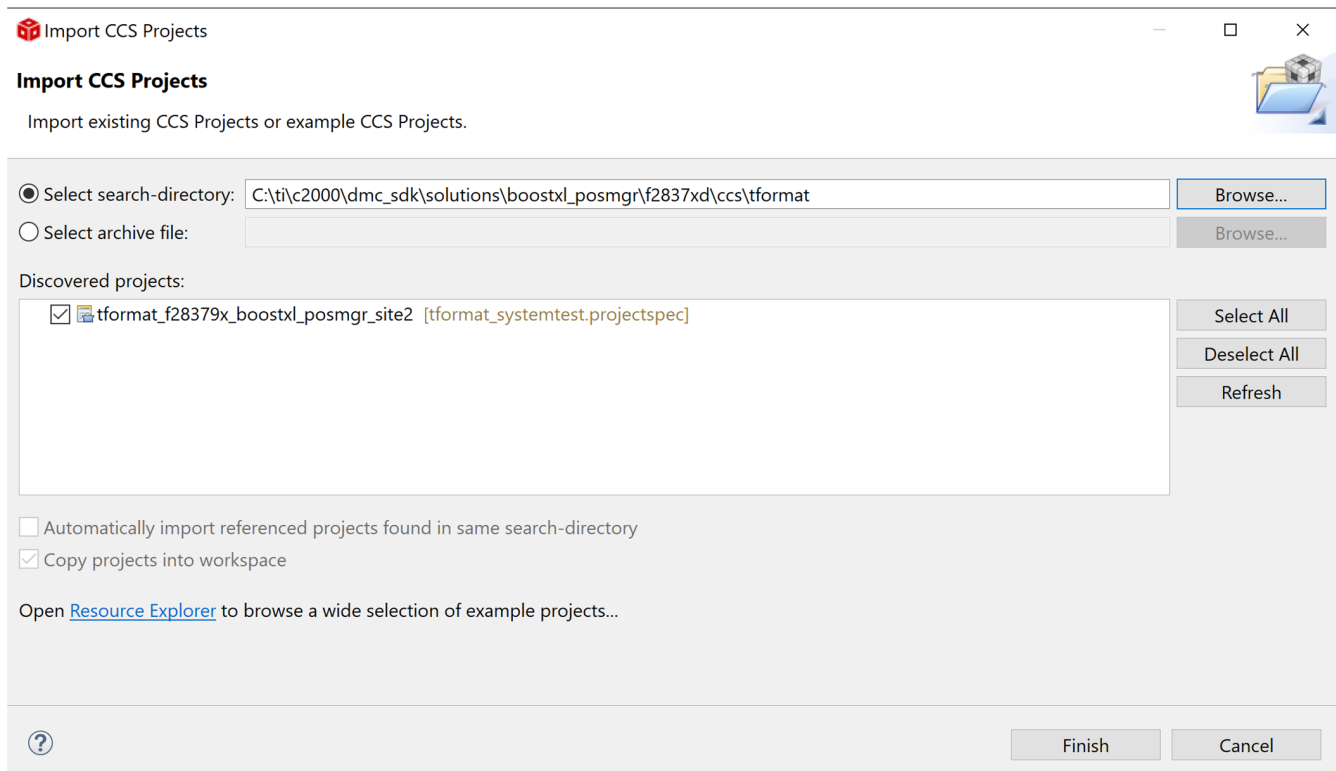 Import CCS Projects
Import CCS Projects
Import existing CCS Projects or example CCS Projects.
Select search-directory: C:\ti\c2000\dmc_sdk\solutions\boostxl_posmgr\f2837xd\ccs\tformat Browse...
Select archive file: Browse...
Discovered projects:
tformat_f28379x_boostxl_posmgr_site2 [tformat_systemtest.projectspec]
Select All
Deselect All
Refresh
Automatically import referenced projects found in same search-directory
Copy projects into workspace
Open Resource Explorer to browse a wide selection of example projects...
? Finish Cancel